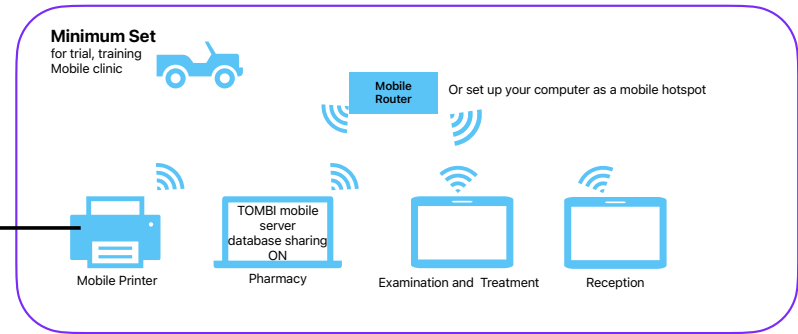 Minimum Set
for trial, training
Mobile clinic
Mobile
Router
Or set up your computer as a mobile hotspot
TOMBI mobile
server
database sharing
ON
Mobile Printer
Pharmacy
Examination and Treatment
Reception